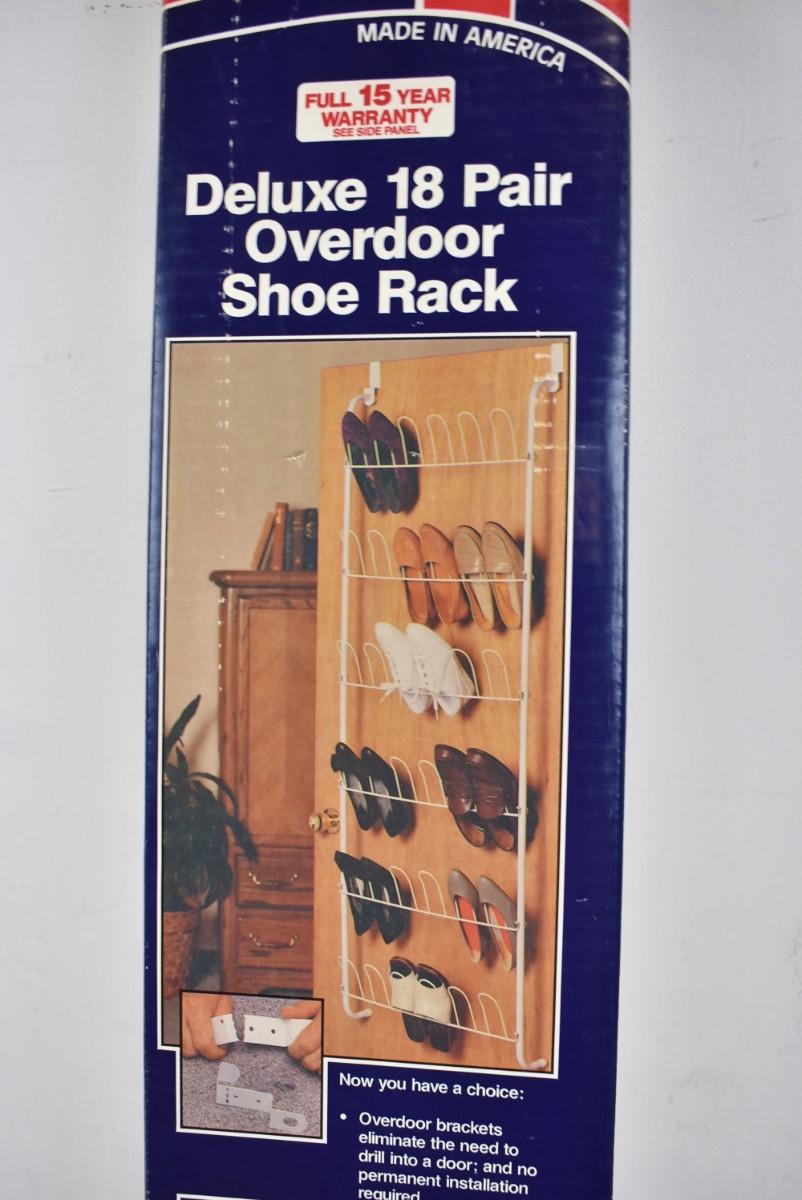 MADE IN AMERICA
FULL 15 YEAR
WARRANTY
SEE SIDE PANEL
Deluxe 18 Pair
Overdoor
Shoe Rack
Now you have a choice:
• Overdoor brackets
eliminate the need to
drill into a door; and no
permanent installation
required